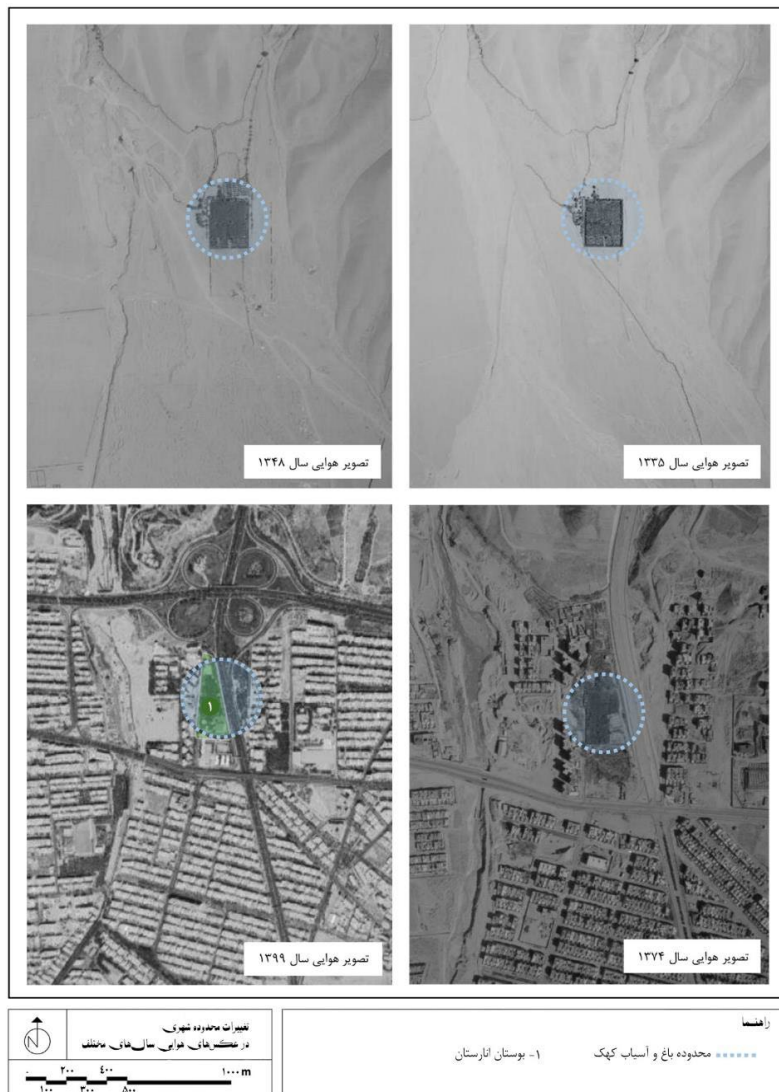 تصویر هوایی سال ۱۳۳۵
تصویر هوایی سال ۱۳۴۸
تصویر هوایی سال ۱۳۷۴
۱
تصویر هوایی سال ۱۳۹۹
راهنما
محدوده باغ و آسیاب کهک
۱- بوستان انارستان
تغییرات محدوده شهری
در عکس‌های هوایی سال‌های مختلف
N
۰ ۲۰۰ ۴۰۰ ۱۰۰۰ m
۱۰۰ ۳۰۰ ۵۰۰